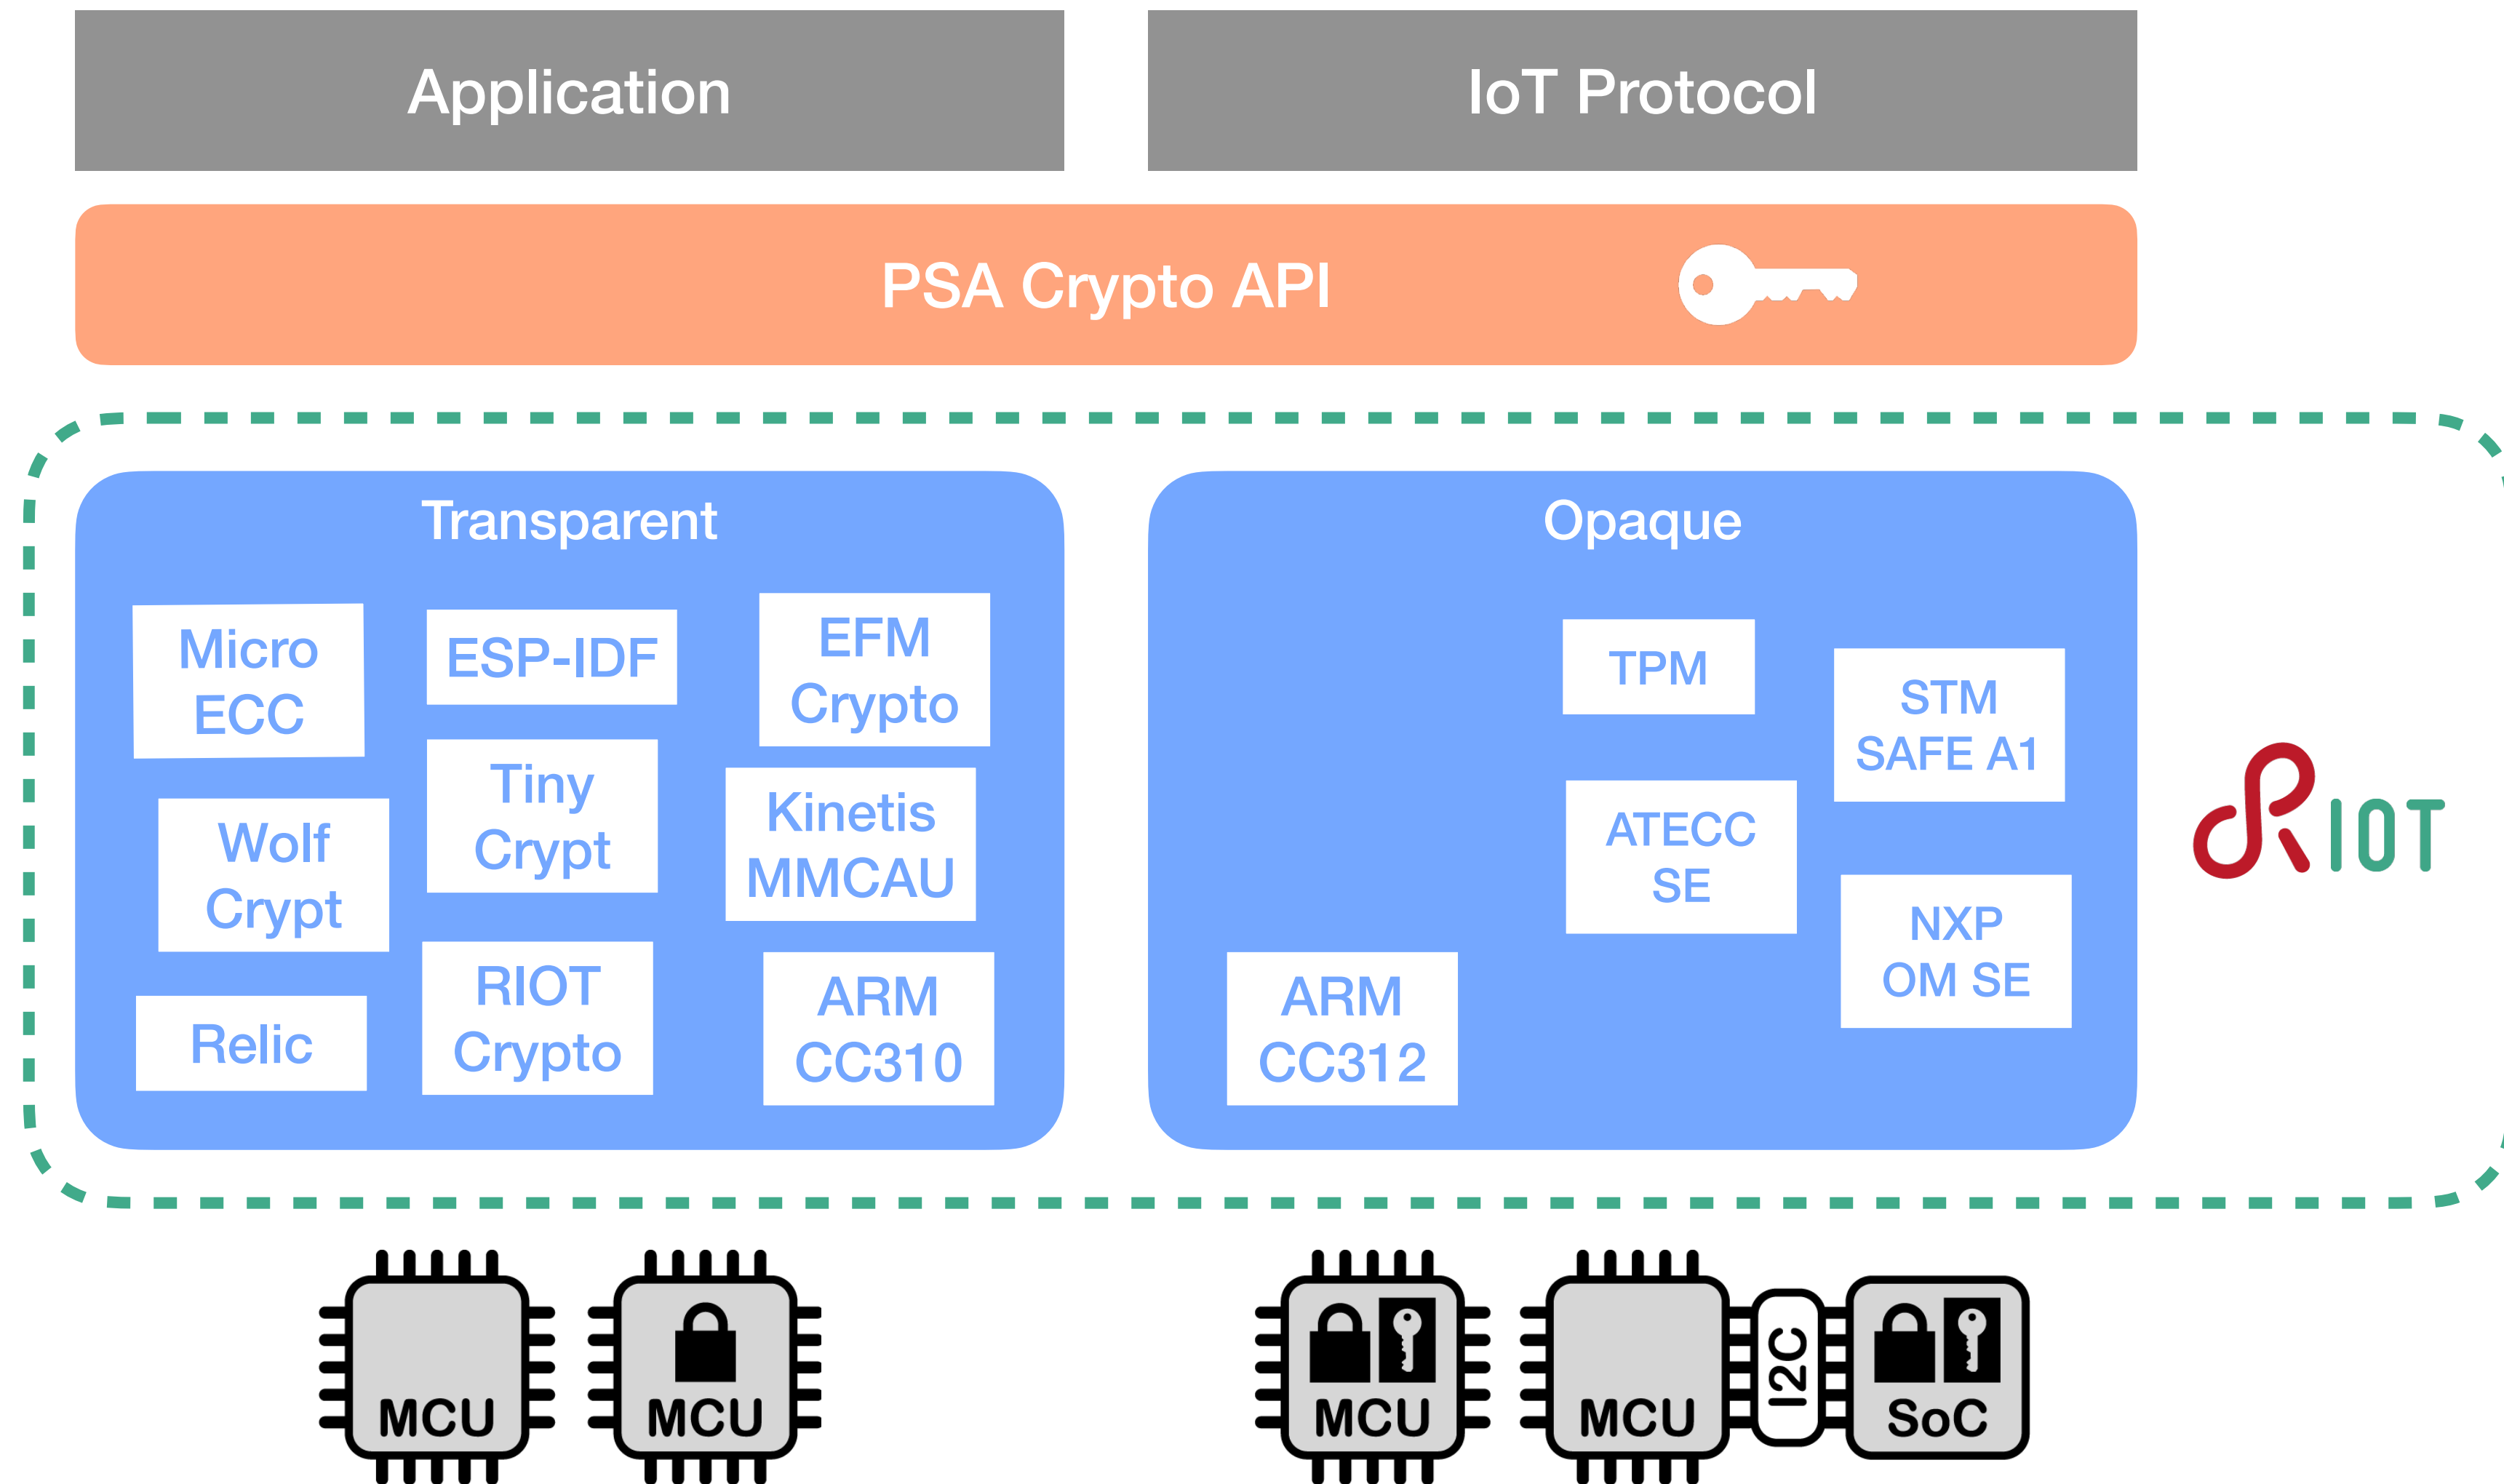 Application
IoT Protocol
PSA Crypto API
Transparent
Micro
ECC
ESP-IDF
EFM
Crypto
Wolf
Crypt
Tiny
Crypt
Kinetis
MMCAU
Relic
RIOT
Crypto
ARM
CC310
Opaque
TPM
STM
SAFE A1
ATECC
SE
NXP
OM SE
ARM
CC312
RIOT
MCU
MCU
MCU
MCU
I2C
SoC